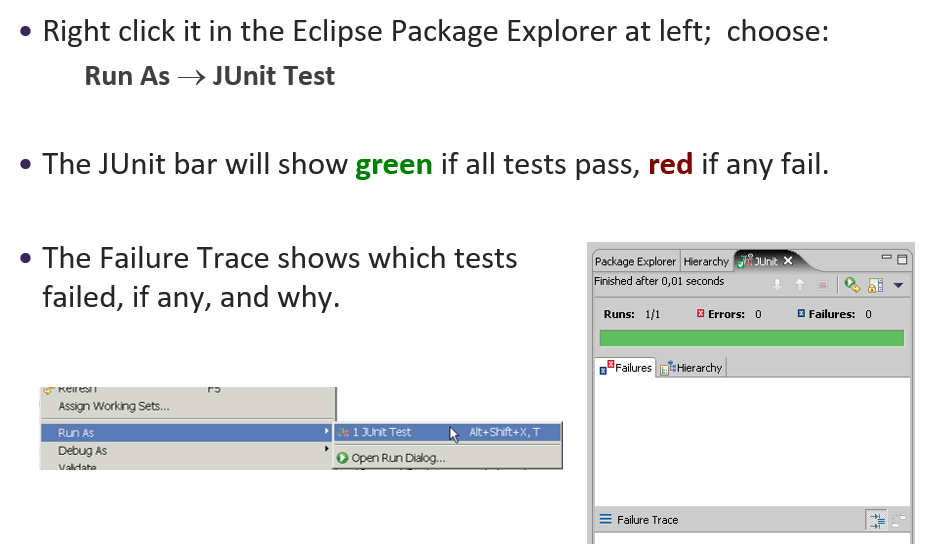 • Right click it in the Eclipse Package Explorer at left;  choose:
Run As → JUnit Test
• The JUnit bar will show green if all tests pass, red if any fail.
• The Failure Trace shows which tests
failed, if any, and why.
Refresh F5
Assign Working Sets...
Run As
Debug As
Validate
1 JUnit Test Alt+Shift+X, T
Open Run Dialog...
Package Explorer Hierarchy JUnit
Finished after 0,01 seconds
Runs: 1/1 Errors: 0 Failures: 0
Failures Hierarchy
Failure Trace